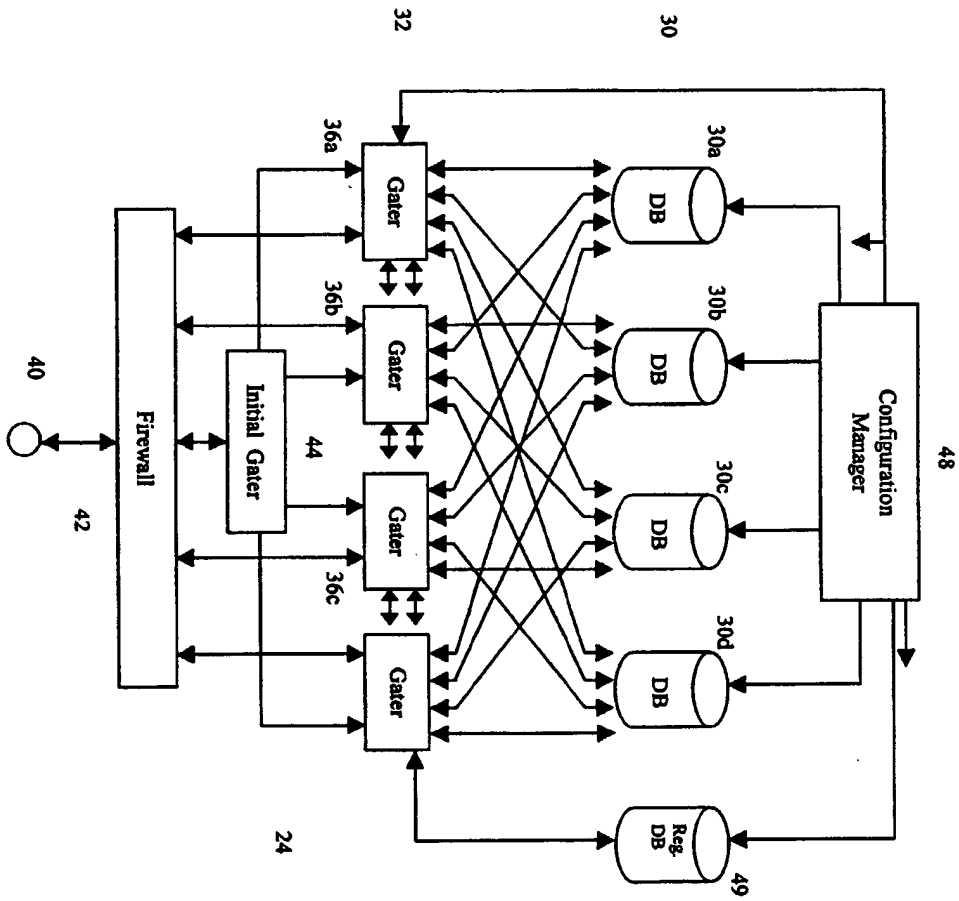 48
Configuration
Manager
30
30a
30b
30c
30d
49
DB
DB
DB
DB
Reg.
DB
32
36a
36b
36c
Gater
Gater
Gater
Gater
24
44
Initial Gater
Firewall
42
40